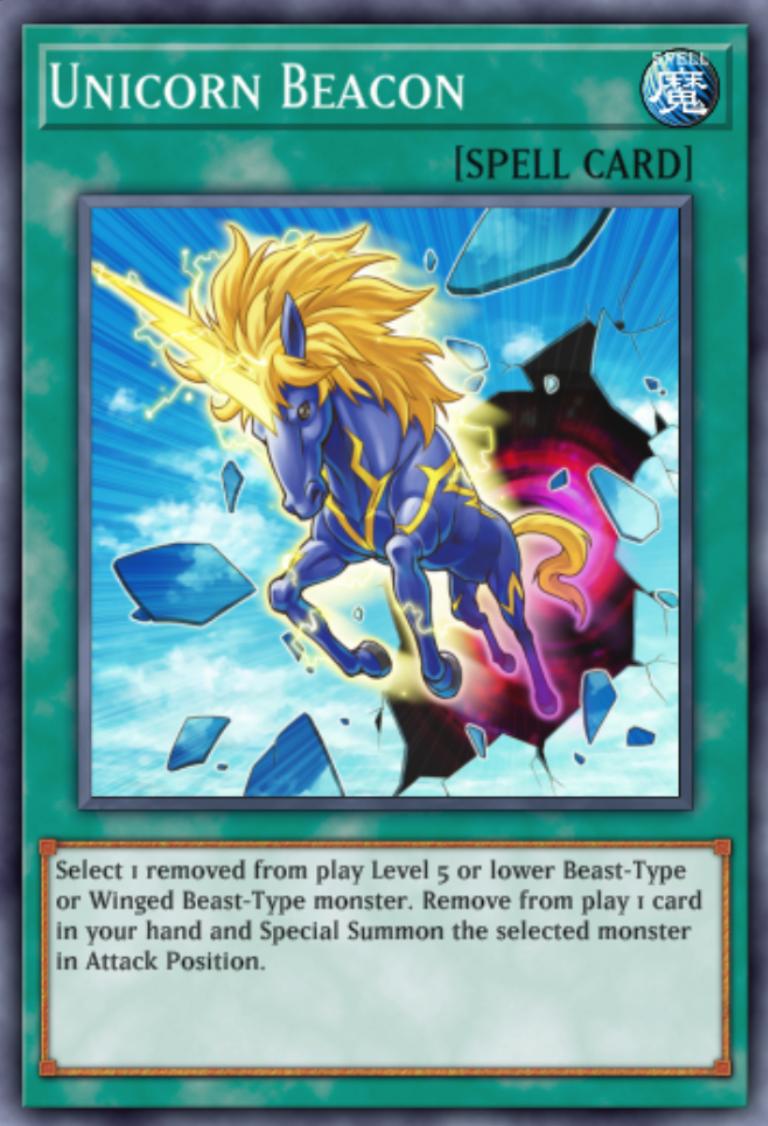 Unicorn Beacon
SPELL
魔
[SPELL CARD]
Select 1 removed from play Level 5 or lower Beast-Type
or Winged Beast-Type monster. Remove from play 1 card
in your hand and Special Summon the selected monster
in Attack Position.